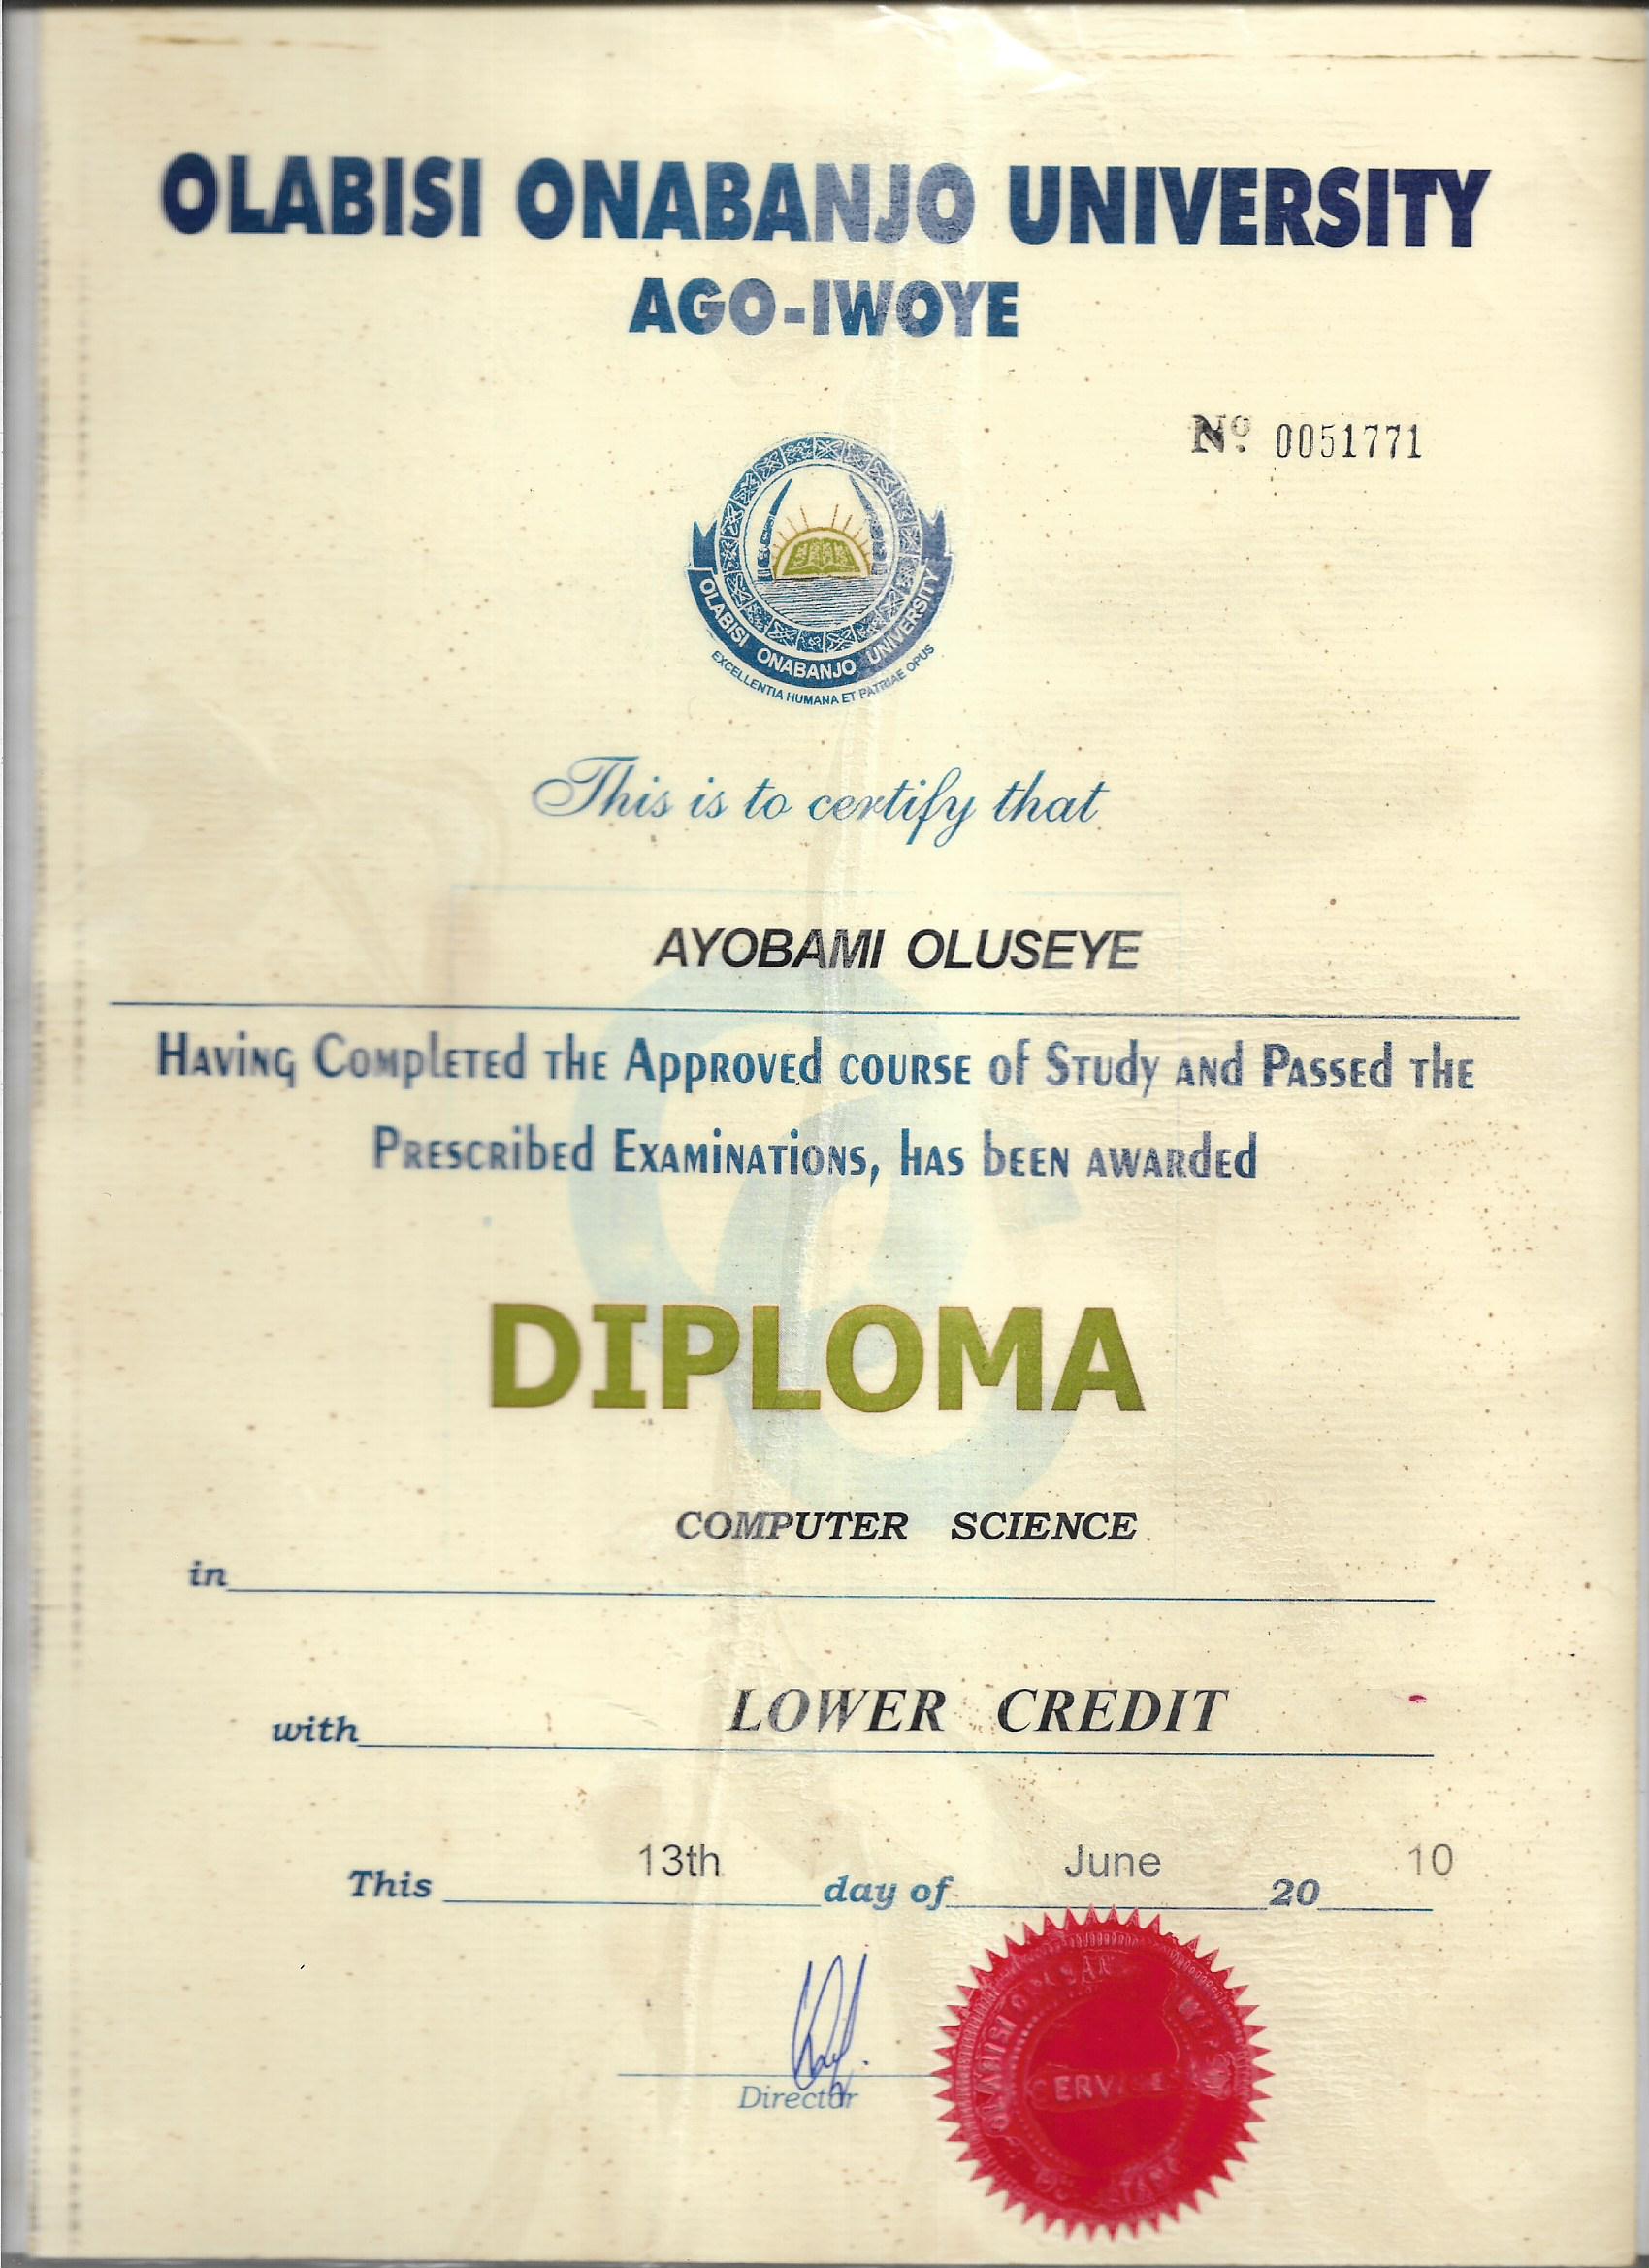 OLABISI ONABANJO UNIVERSITY
AGO-IWOYE
Nº. 0051771
OLABISI ONABANJO UNIVERSITY
EXCELLENTIA HUMANA ET PATRIAE OPUS
This is to certify that
AYOBAMI OLUSEYE
HAVING COMPLETED THE APPROVED COURSE OF STUDY AND PASSED THE
PRESCRIBED EXAMINATIONS, HAS BEEN AWARDED
DIPLOMA
COMPUTER SCIENCE
in
LOWER CREDIT
with
13th June 10
This day of 20
Director